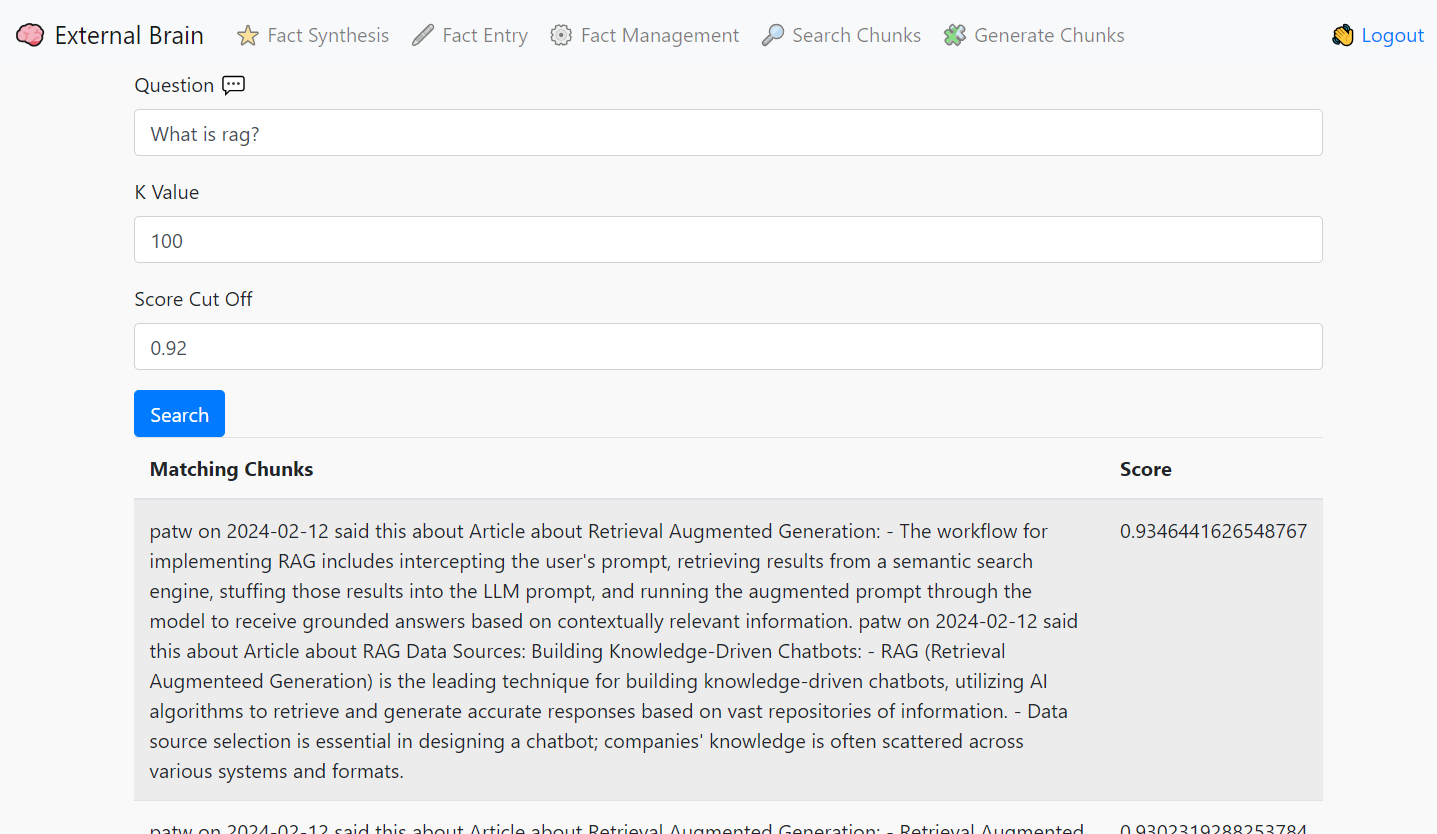 External Brain Fact Synthesis Fact Entry Fact Management Search Chunks Generate Chunks Logout
Question
What is rag?
K Value
100
Score Cut Off
0.92
Search
Matching Chunks Score
patw on 2024-02-12 said this about Article about Retrieval Augmented Generation: - The workflow for 0.9346441626548767
implementing RAG includes intercepting the user's prompt, retrieving results from a semantic search
engine, stuffing those results into the LLM prompt, and running the augmented prompt through the
model to receive grounded answers based on contextually relevant information. patw on 2024-02-12 said
this about Article about RAG Data Sources: Building Knowledge-Driven Chatbots: - RAG (Retrieval
Augmenteed Generation) is the leading technique for building knowledge-driven chatbots, utilizing AI
algorithms to retrieve and generate accurate responses based on vast repositories of information. - Data
source selection is essential in designing a chatbot; companies' knowledge is often scattered across
various systems and formats.
patw on 2024-02-12 said this about Article about Retrieval Augmented Generation: - Retrieval Augmented 0.9302319288253784